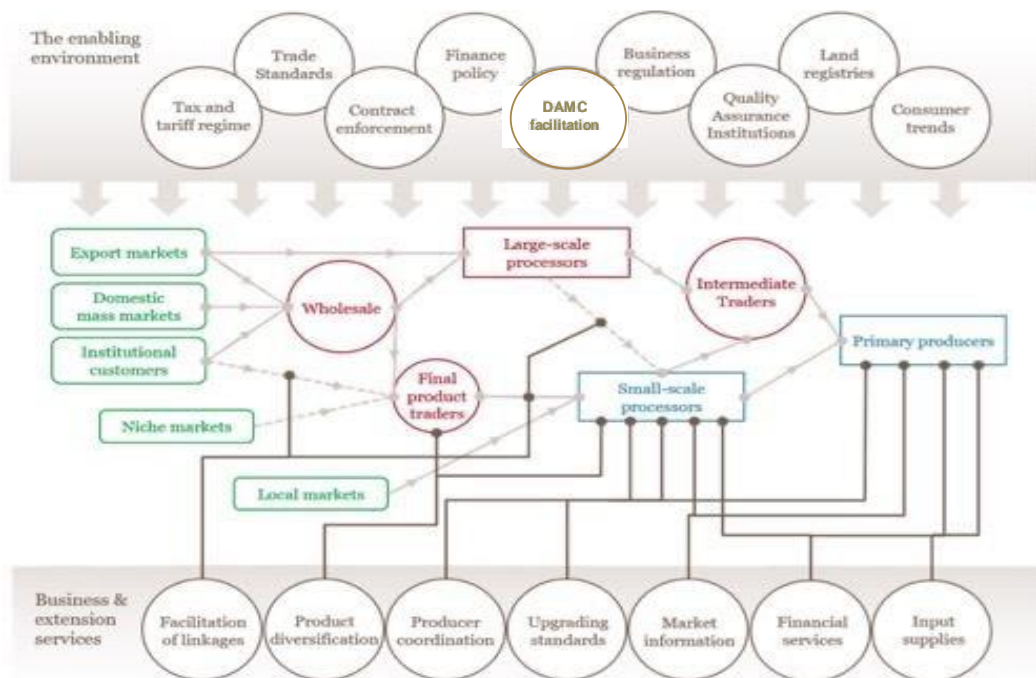 The enabling
environment
Trade
Standards
Finance
policy
Business
regulation
Land
registries
Tax and
tariff regime
Contract
enforcement
DAMC
facilitation
Quality
Assurance
Institutions
Consumer
trends
Export markets
Large-scale
processors
Intermediate
Traders
Domestic
mass markets
Wholesale
Institutional
customers
Primary producers
Final
product
traders
Small-scale
processors
Niche markets
Local markets
Business &
extension
services
Facilitation
of linkages
Product
diversification
Producer
coordination
Upgrading
standards
Market
information
Financial
services
Input
supplies